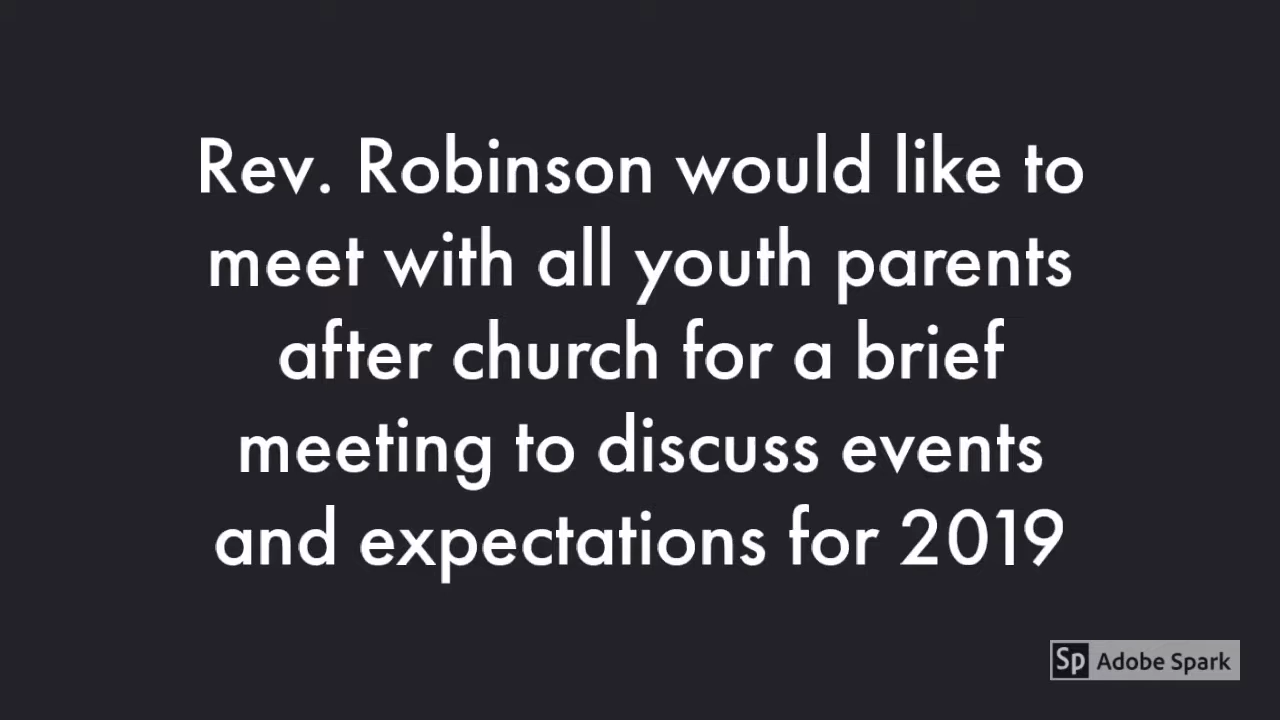 Rev. Robinson would like to
meet with all youth parents
after church for a brief
meeting to discuss events
and expectations for 2019
Sp Adobe Spark